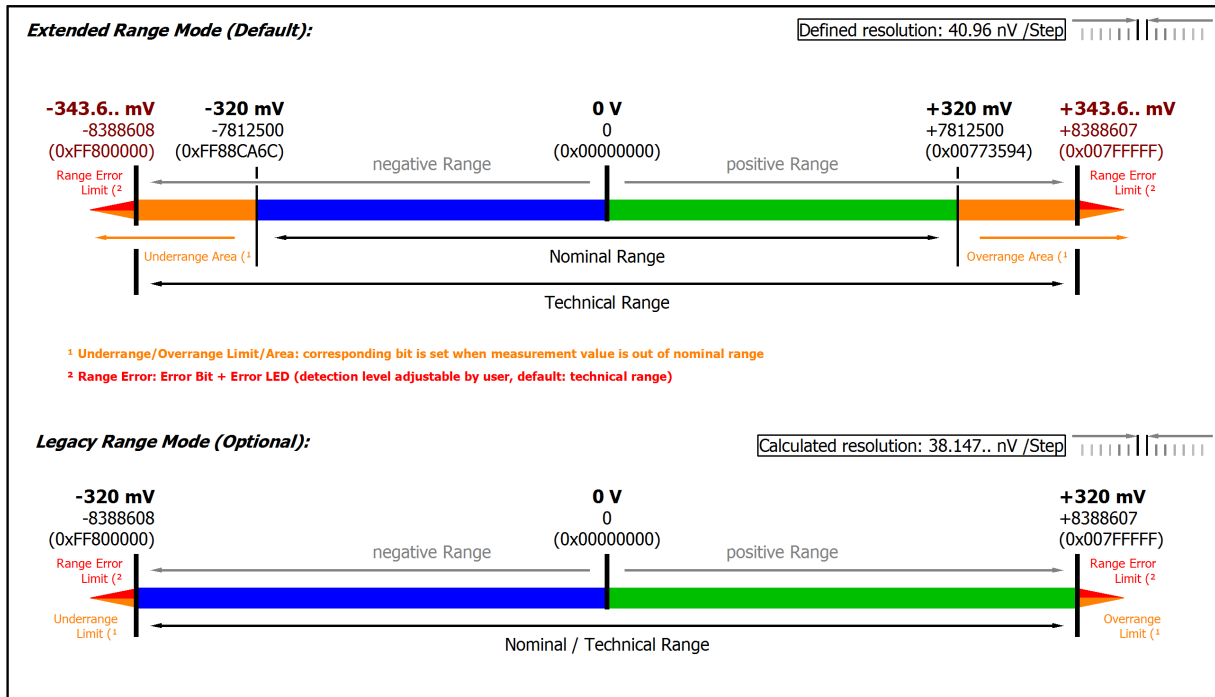 Extended Range Mode (Default):
Defined resolution: 40.96 nV /Step
-343.6.. mV
-8388608
(0xFF800000)
-320 mV
-7812500
(0xFF88CA6C)
0 V
0
(0x00000000)
+320 mV
+7812500
(0x00773594)
+343.6.. mV
+8388607
(0x007FFFFF)
negative Range
positive Range
Range Error
Limit (²
Range Error
Limit (²
Underrange Area (¹
Nominal Range
Overrange Area (¹
Technical Range
¹ Underrange/Overrange Limit/Area: corresponding bit is set when measurement value is out of nominal range
² Range Error: Error Bit + Error LED (detection level adjustable by user, default: technical range)
Legacy Range Mode (Optional):
Calculated resolution: 38.147.. nV /Step
-320 mV
-8388608
(0xFF800000)
0 V
0
(0x00000000)
+320 mV
+8388607
(0x007FFFFF)
negative Range
positive Range
Range Error
Limit (²
Range Error
Limit (²
Underrange
Limit (¹
Nominal / Technical Range
Overrange
Limit (¹